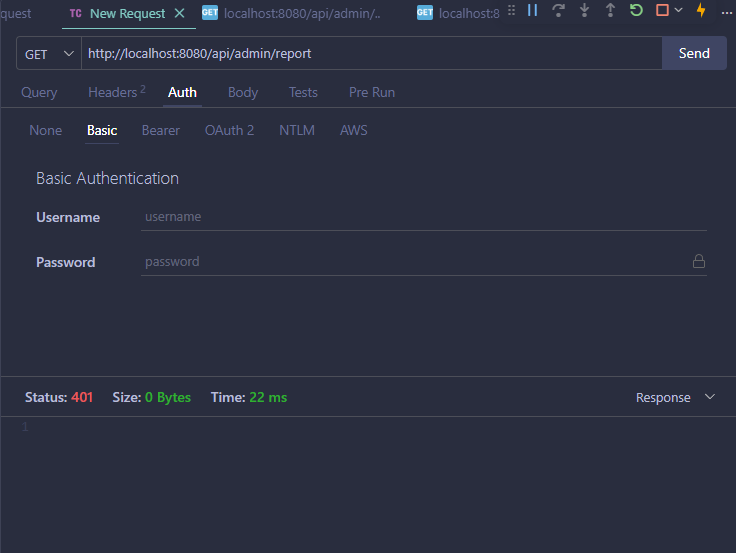 quest TC New Request GET localhost:8080/api/admin/.. GET localhost:8
GET http://localhost:8080/api/admin/report Send
Query Headers 2 Auth Body Tests Pre Run
None Basic Bearer OAuth 2 NTLM AWS
Basic Authentication
Username username
Password password
Status: 401 Size: 0 Bytes Time: 22 ms Response
1